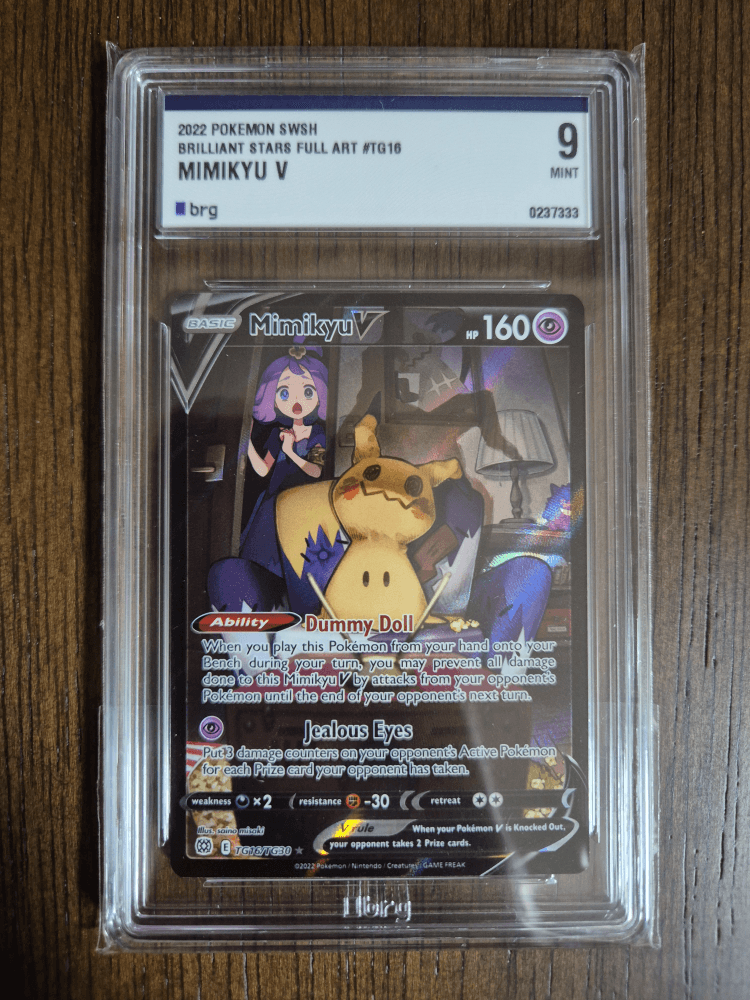 2022 POKEMON SWSH
BRILLIANT STARS FULL ART #TG16
MIMIKYU V
9
MINT
brg
0237333
BASIC Mimikyu V HP 160
Ability Dummy Doll
When you play this Pokémon from your hand onto your
Bench during your turn, you may prevent all damage
done to this Mimikyu V by attacks from your opponent's
Pokémon until the end of your opponent's next turn.
Jealous Eyes
Put 3 damage counters on your opponent's Active Pokémon
for each Prize card your opponent has taken.
weakness ×2 resistance -30 retreat
Illus. saino misaki
V rule When your Pokémon V is Knocked Out,
your opponent takes 2 Prize cards.
E TG16/TG30 ★
©2022 Pokémon / Nintendo / Creatures / GAME FREAK
brg